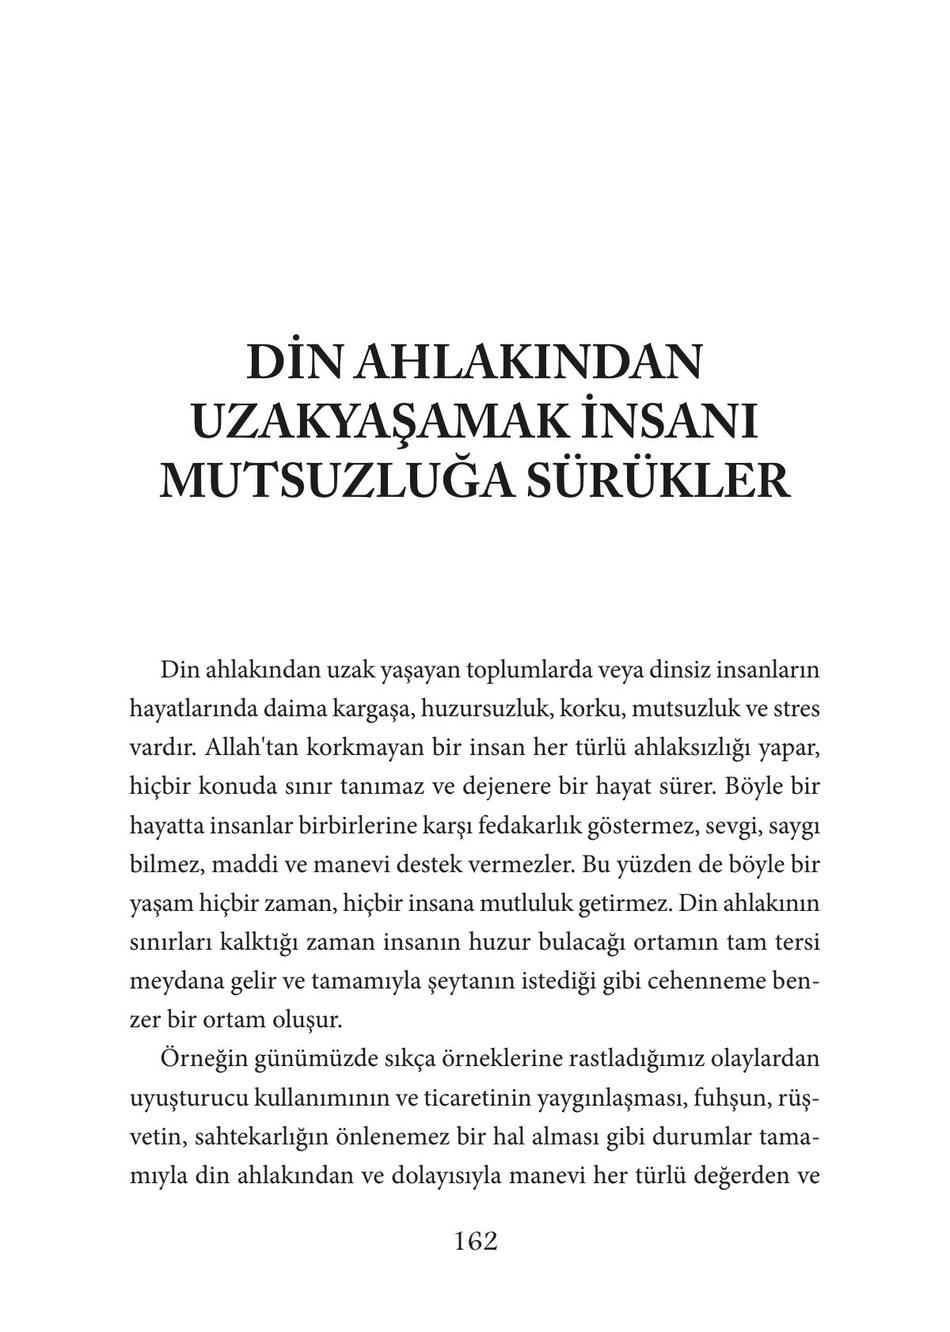 DİN AHLAKINDAN
UZAKYAŞAMAK İNSANI
MUTSUZLUĞA SÜRÜKLER
Din ahlakından uzak yaşayan toplumlarda veya dinsiz insanların
hayatlarında daima kargaşa, huzursuzluk, korku, mutsuzluk ve stres
vardır. Allah'tan korkmayan bir insan her türlü ahlaksızlığı yapar,
hiçbir konuda sınır tanımaz ve dejenere bir hayat sürer. Böyle bir
hayatta insanlar birbirlerine karşı fedakarlık göstermez, sevgi, saygı
bilmez, maddi ve manevi destek vermezler. Bu yüzden de böyle bir
yaşam hiçbir zaman, hiçbir insana mutluluk getirmez. Din ahlakının
sınırları kalktığı zaman insanın huzur bulacağı ortamın tam tersi
meydana gelir ve tamamıyla şeytanın istediği gibi cehenneme ben-
zer bir ortam oluşur.
Örneğin günümüzde sıkça örneklerine rastladığımız olaylardan
uyuşturucu kullanımının ve ticaretinin yaygınlaşması, fuhşun, rüş-
vetin, sahtekarlığın önlenemez bir hal alması gibi durumlar tama-
mıyla din ahlakından ve dolayısıyla manevi her türlü değerden ve
162